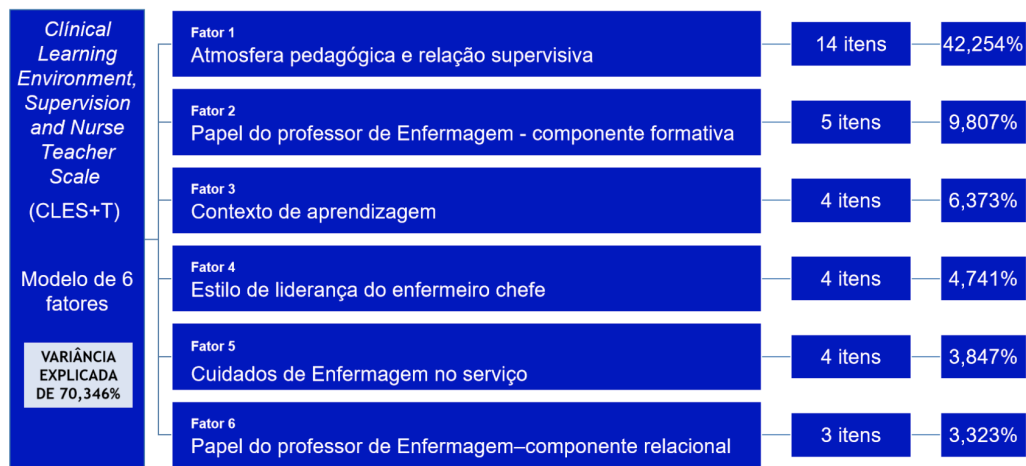 Clínical
Learning
Environment,
Supervision
and Nurse
Teacher
Scale
(CLES+T)
Modelo de 6
fatores
VARIÂNCIA
EXPLICADA
DE 70,346%
Fator 1
Atmosfera pedagógica e relação supervisiva
14 itens
42,254%
Fator 2
Papel do professor de Enfermagem - componente formativa
5 itens
9,807%
Fator 3
Contexto de aprendizagem
4 itens
6,373%
Fator 4
Estilo de liderança do enfermeiro chefe
4 itens
4,741%
Fator 5
Cuidados de Enfermagem no serviço
4 itens
3,847%
Fator 6
Papel do professor de Enfermagem–componente relacional
3 itens
3,323%